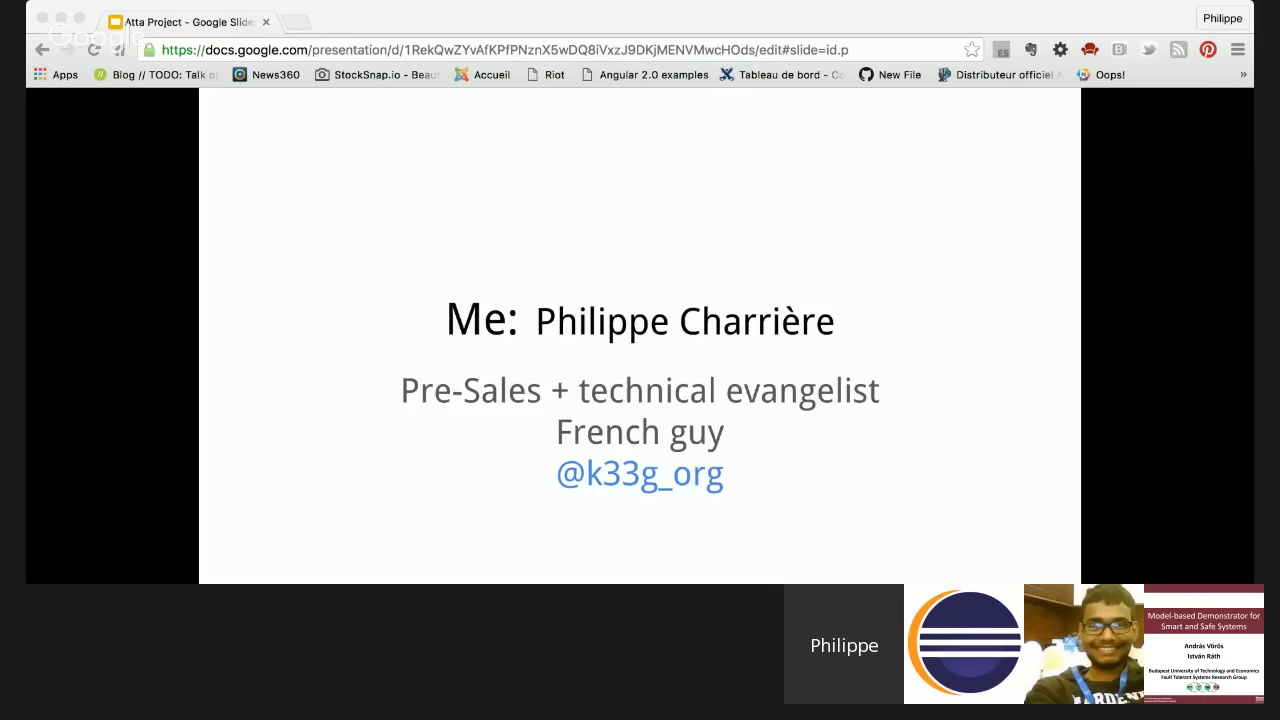 Atta Project - Google Slide
Philippe
Google
https://docs.google.com/presentation/d/1RekQwZYvAfKPfPNznX5wDQ8iVxzJ9DKjMENVMwcHOds/edit#slide=id.p
Apps
Blog // TODO: Talk o
News360
StockSnap.io - Beau
Accueil
Riot
Angular 2.0 examples
Tableau de bord - Co
New File
Distributeur officiel
Oops!
»
Me: Philippe Charrière
Pre-Sales + technical evangelist
French guy
@k33g_org
Philippe
Model-based Demonstrator for
Smart and Safe Systems
András Vörös
István Ráth
Budapest University of Technology and Economics
Fault Tolerant Systems Research Group